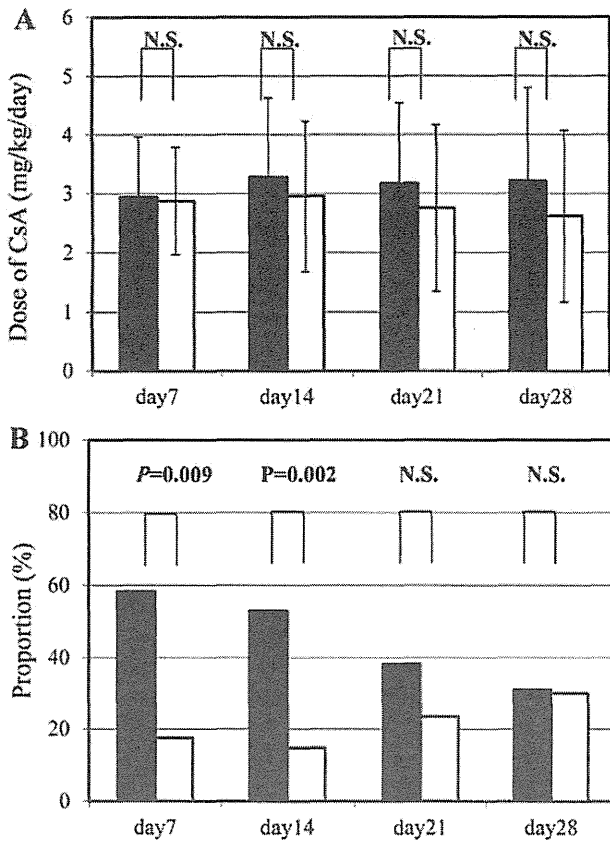 A
Dose of CsA (mg/kg/day)
6
5
4
3
2
1
0
N.S. N.S. N.S. N.S.
day7 day14 day21 day28
B
Proportion (%)
100
80
60
40
20
0
P=0.009 P=0.002 N.S. N.S.
day7 day14 day21 day28